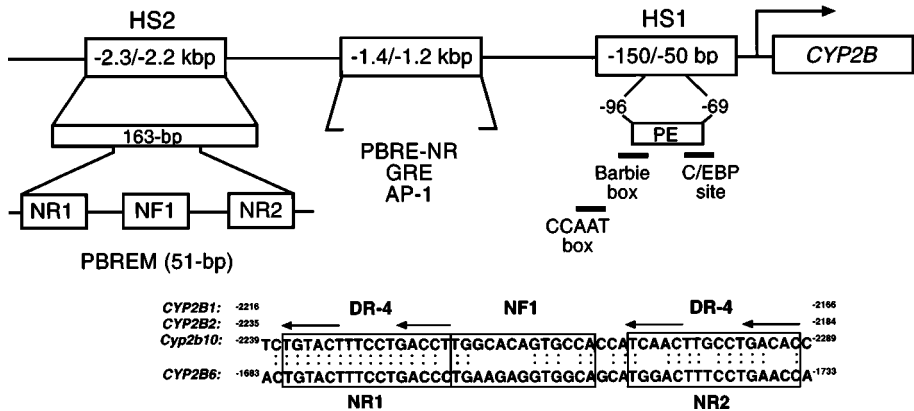 HS2 HS1
-2.3/-2.2 kbp -1.4/-1.2 kbp -150/-50 bp CYP2B
-96 -69
163-bp PE
PBRE-NR
GRE
AP-1
Barbie box
C/EBP site
NR1 NF1 NR2
CCAAT box
PBREM (51-bp)
CYP2B1: -2216 DR-4 NF1 DR-4 -2166
CYP2B2: -2235 -2184
Cyp2b10: -2239 TCTGTACTTTCCTGACCTTGGCACAGTGCCACCATCAACTTGCCTGACACC -2289
CYP2B6: -1683 ACTGTACTTTCCTGACCCTGAAGAGGTGGCAGCATGGACTTTCCTGAACCA -1733
NR1 NR2